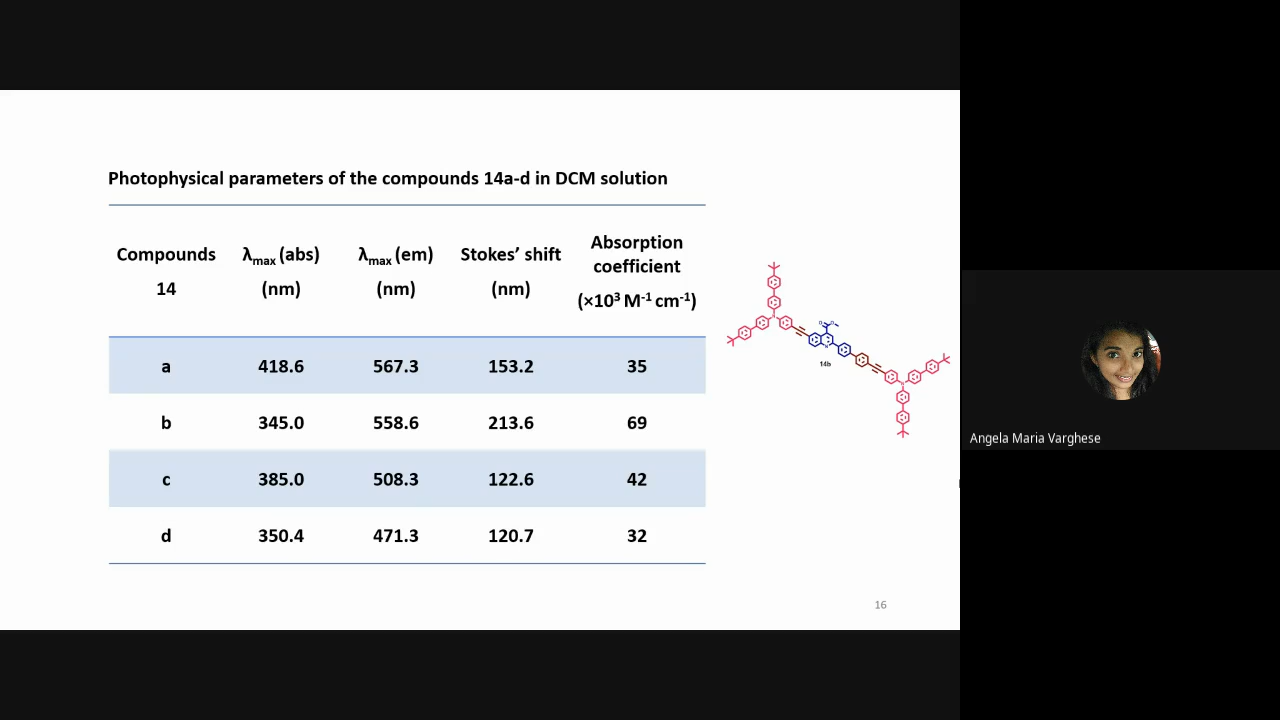 Photophysical parameters of the compounds 14a-d in DCM solution
Compounds 14 λmax (abs) (nm) λmax (em) (nm) Stokes’ shift (nm) Absorption coefficient (×10³ M⁻¹ cm⁻¹)
a 418.6 567.3 153.2 35
b 345.0 558.6 213.6 69
c 385.0 508.3 122.6 42
d 350.4 471.3 120.7 32
14b
16
Angela Maria Varghese